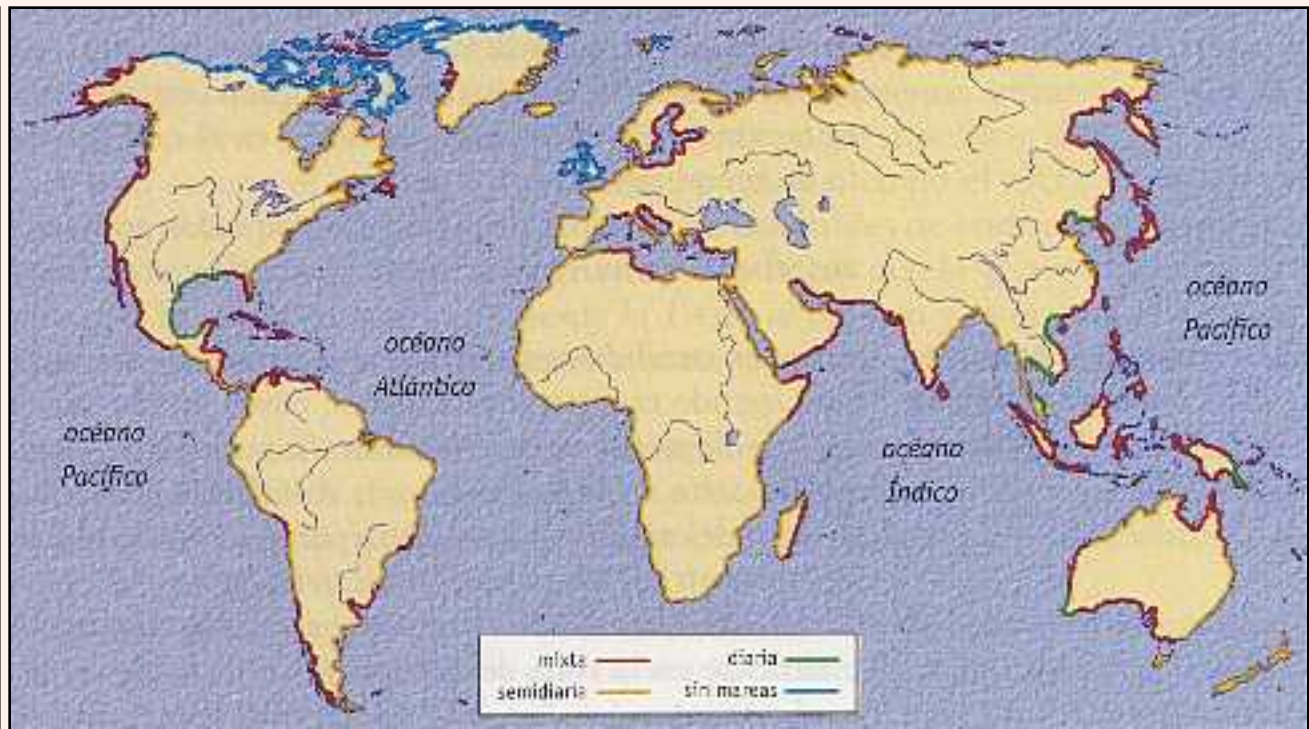 océano
Atlántico
océano
Pacífico
océano
Pacífico
océano
Índico
mixta
diaria
semidiaria
sin mareas